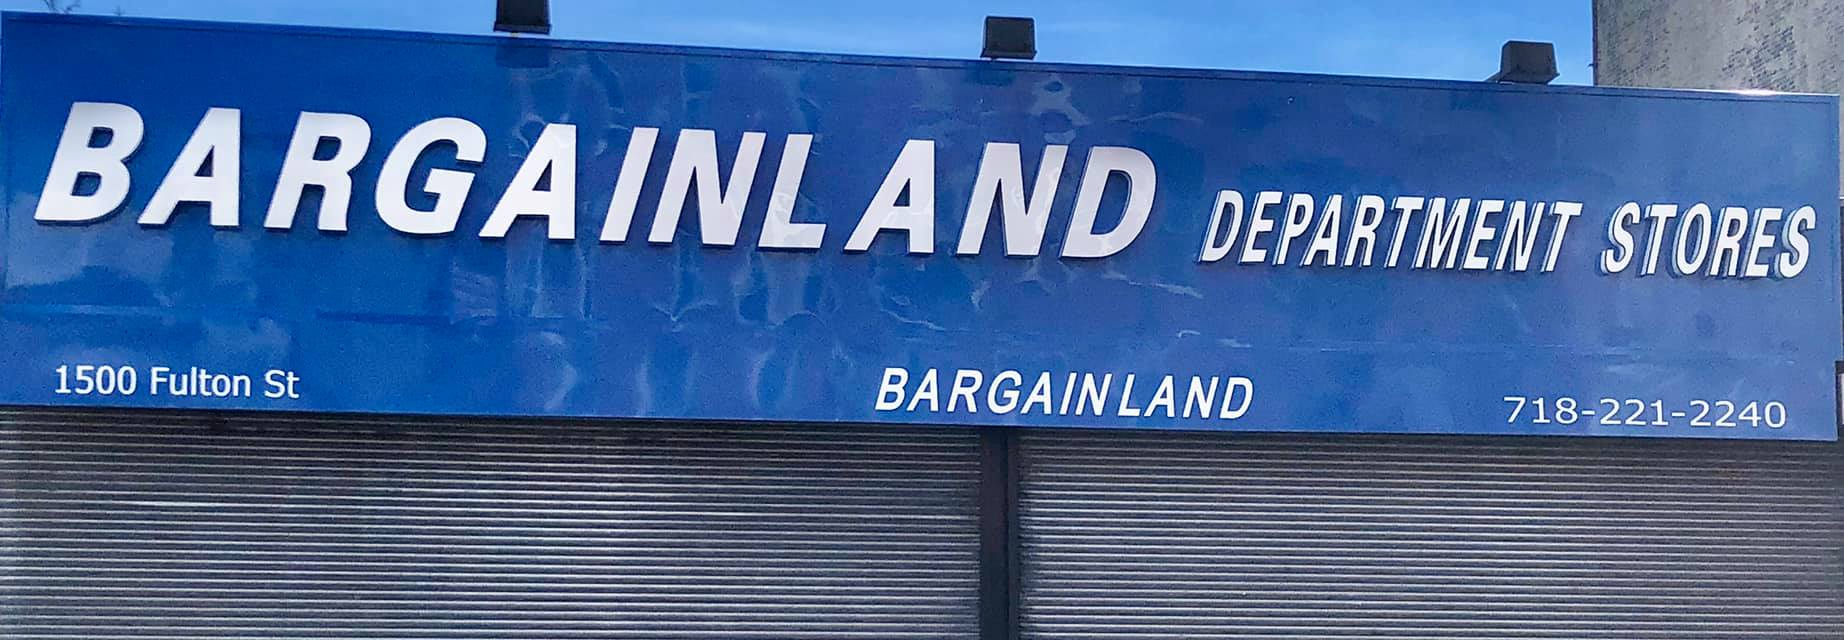 BARGAINLAND DEPARTMENT STORES
1500 Fulton St BARGAINLAND 718-221-2240